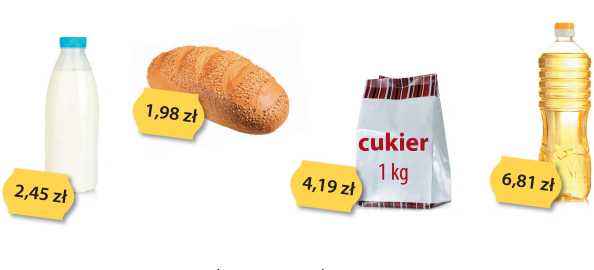 1,98 zł
cukier
1 kg
2,45 zł
4,19 zł
6,81 zł